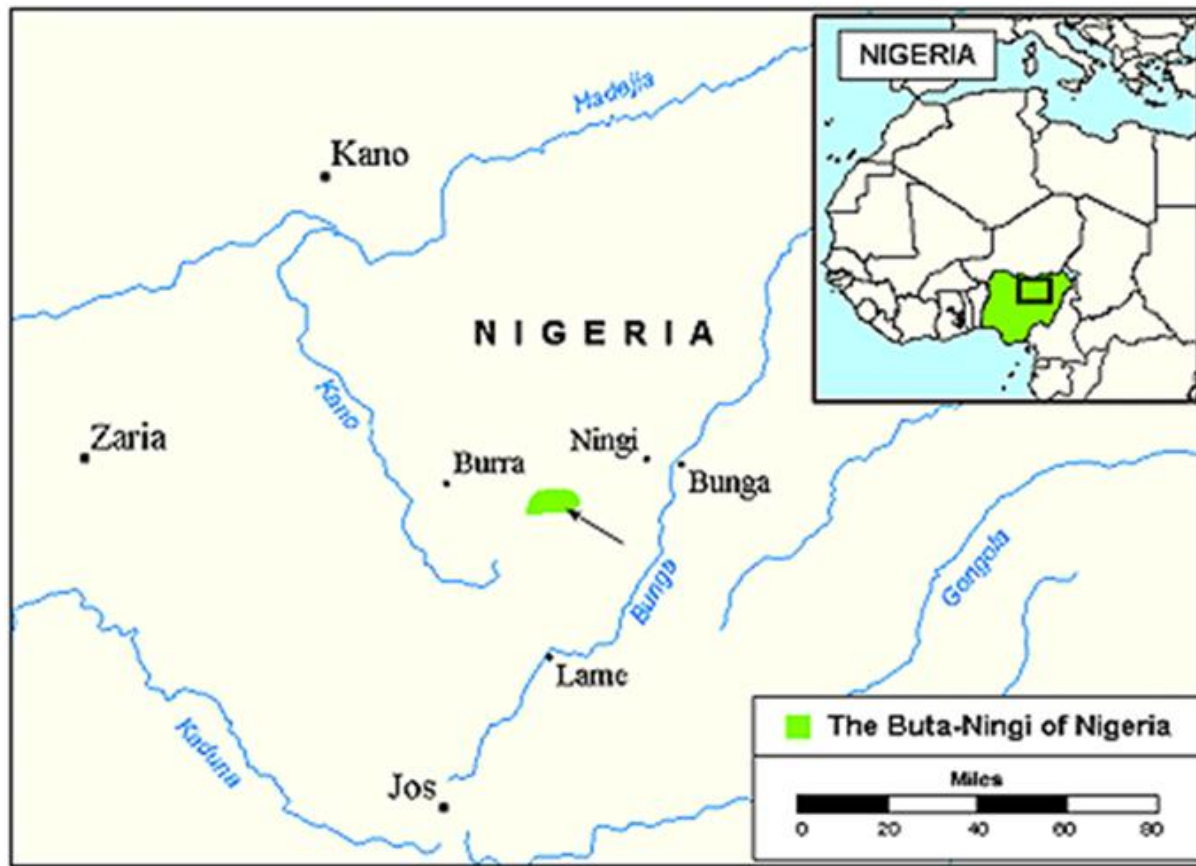 NIGERIA
Madejia
Kano
NIGERIA
Kano
Zaria
Burra
Ningi
Bunga
Bunga
Gongola
Lame
Kaduna
Jos
The Buta-Ningi of Nigeria
Miles
0 20 40 60 80